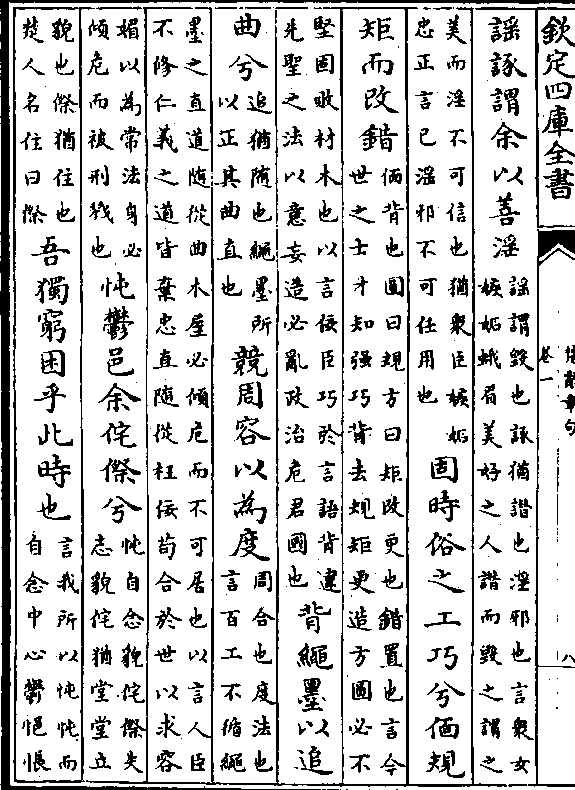 欽定四庫全書
楚辭章句
卷一
八
謡諑謂余以善淫
謡謂毁也諑猶譖也淫邪也言衆女
嫉妬蛾眉美好之人譖而毁之謂之
美而淫不可信也猶衆臣嫉妬
忠正言已淫邪不可任用也
固時俗之工巧兮偭規
矩而改錯
偭背也圓曰規方曰矩改更也錯置也言今
世之士才知强巧背去規矩更造方圓必不
堅固敗材木也以言佞臣巧於言語背違
先聖之法以意妄造必亂政治危君國也
背繩墨以追
曲兮
追猶隨也繩墨所
以正其曲直也
競周容以為度
周合也度法也
言百工不循繩
墨之直道隨從曲木屋必傾危而不可居也以言人臣
不修仁義之道皆棄忠直隨從枉佞苟合於世以求容
媚以為常法身必
傾危而被刑戮也
忳鬱邑余侘傺兮
忳自念貌侘傺失
志貌侘猶堂堂立
貌也傺猶住也
楚人名住曰傺
吾獨窮困乎此時也
言我所以忳忳而
自念中心鬱悒悵